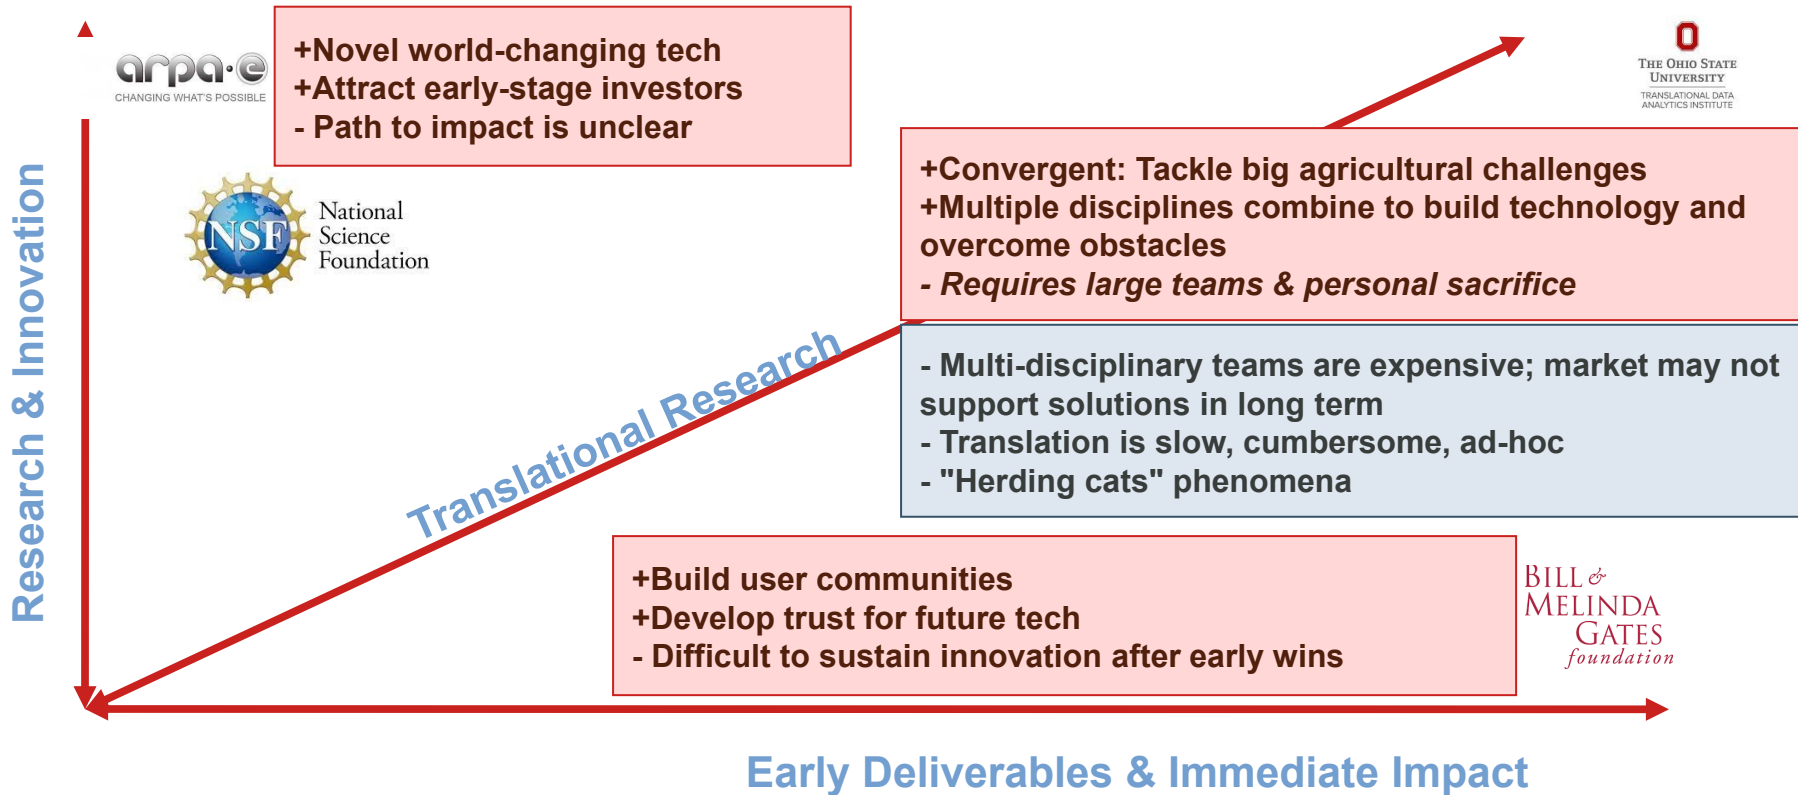 arpa·e
CHANGING WHAT'S POSSIBLE
+Novel world-changing tech
+Attract early-stage investors
- Path to impact is unclear
THE OHIO STATE
UNIVERSITY
TRANSLATIONAL DATA
ANALYTICS INSTITUTE
NSF
National
Science
Foundation
+Convergent: Tackle big agricultural challenges
+Multiple disciplines combine to build technology and
overcome obstacles
- Requires large teams & personal sacrifice
- Multi-disciplinary teams are expensive; market may not
support solutions in long term
- Translation is slow, cumbersome, ad-hoc
- "Herding cats" phenomena
Research & Innovation
Translational Research
+Build user communities
+Develop trust for future tech
- Difficult to sustain innovation after early wins
BILL &
MELINDA
GATES
foundation
Early Deliverables & Immediate Impact